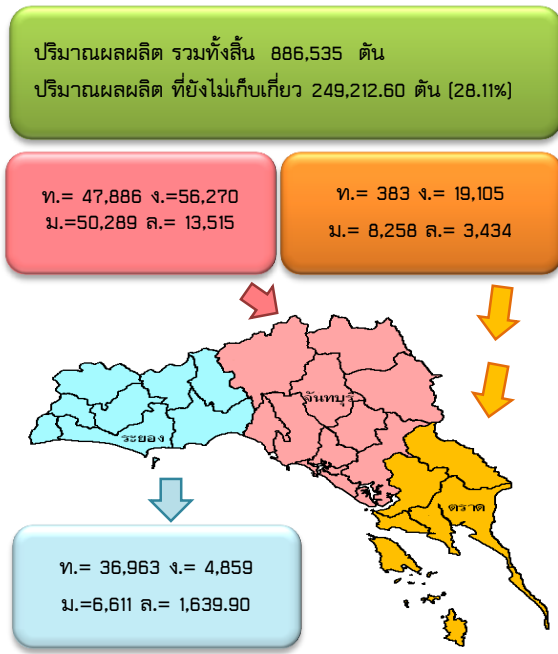 ปริมาณผลผลิต รวมทั้งสิ้น 886,535 ตัน
ปริมาณผลผลิต ที่ยังไม่เก็บเกี่ยว 249,212.60 ตัน (28.11%)
ท.= 47,886 ง.=56,270
ม.=50,289 ล.= 13,515
ท.= 383 ง.= 19,105
ม.= 8,258 ล.= 3,434
จันทบุรี
ระยอง
ตราด
ท.= 36,963 ง.= 4,859
ม.=6,611 ล.= 1,639.90